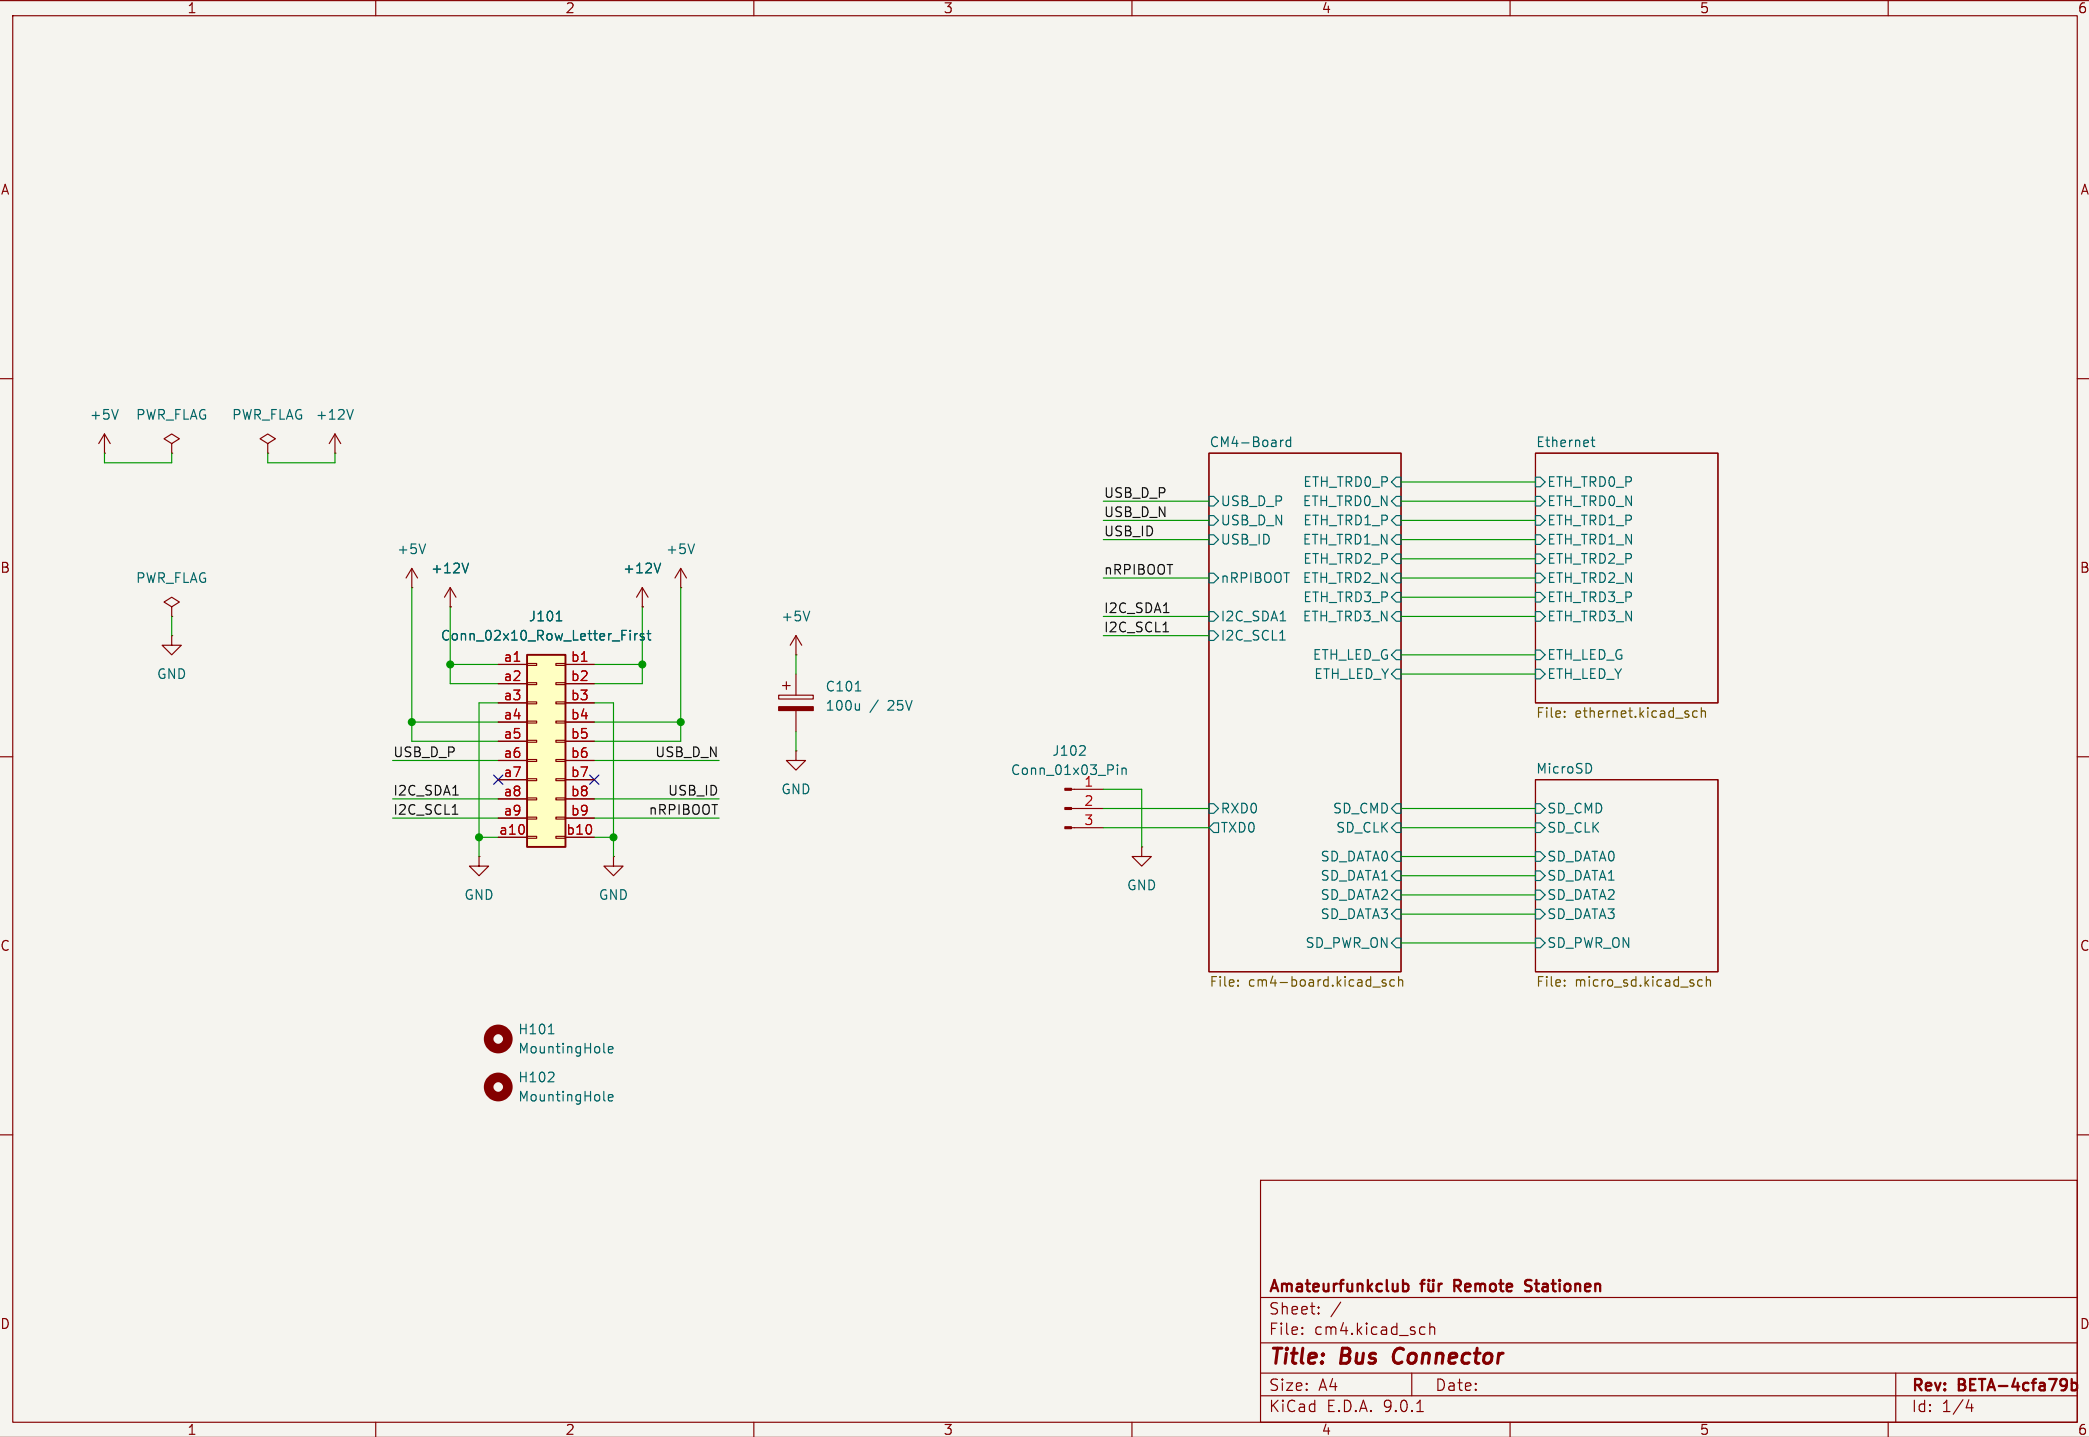 1 2 3 4 5 6
A A
B B
C C
D D
+5V PWR_FLAG PWR_FLAG +12V
PWR_FLAG
GND
+5V
+12V
+12V
+5V
J101
Conn_02x10_Row_Letter_First
a1 b1
a2 b2
a3 b3
a4 b4
a5 b5
USB_D_P a6 b6 USB_D_N
a7 b7
I2C_SDA1 a8 b8 USB_ID
I2C_SCL1 a9 b9 nRPIBOOT
a10 b10
GND GND
+5V
+
C101
100u / 25V
GND
H101
MountingHole
H102
MountingHole
J102
Conn_01x03_Pin
1
2
3
GND
CM4-Board
USB_D_P USB_D_P
USB_D_N USB_D_N
USB_ID USB_ID
nRPIBOOT nRPIBOOT
I2C_SDA1 I2C_SDA1
I2C_SCL1 I2C_SCL1
RXD0
TXD0
ETH_TRD0_P
ETH_TRD0_N
ETH_TRD1_P
ETH_TRD1_N
ETH_TRD2_P
ETH_TRD2_N
ETH_TRD3_P
ETH_TRD3_N
ETH_LED_G
ETH_LED_Y
SD_CMD
SD_CLK
SD_DATA0
SD_DATA1
SD_DATA2
SD_DATA3
SD_PWR_ON
File: cm4-board.kicad_sch
Ethernet
ETH_TRD0_P
ETH_TRD0_N
ETH_TRD1_P
ETH_TRD1_N
ETH_TRD2_P
ETH_TRD2_N
ETH_TRD3_P
ETH_TRD3_N
ETH_LED_G
ETH_LED_Y
File: ethernet.kicad_sch
MicroSD
SD_CMD
SD_CLK
SD_DATA0
SD_DATA1
SD_DATA2
SD_DATA3
SD_PWR_ON
File: micro_sd.kicad_sch
Amateurfunkclub für Remote Stationen
Sheet: /
File: cm4.kicad_sch
Title: Bus Connector
Size: A4 Date: Rev: BETA-4cfa79b
KiCad E.D.A. 9.0.1 Id: 1/4
1 2 3 4 5 6